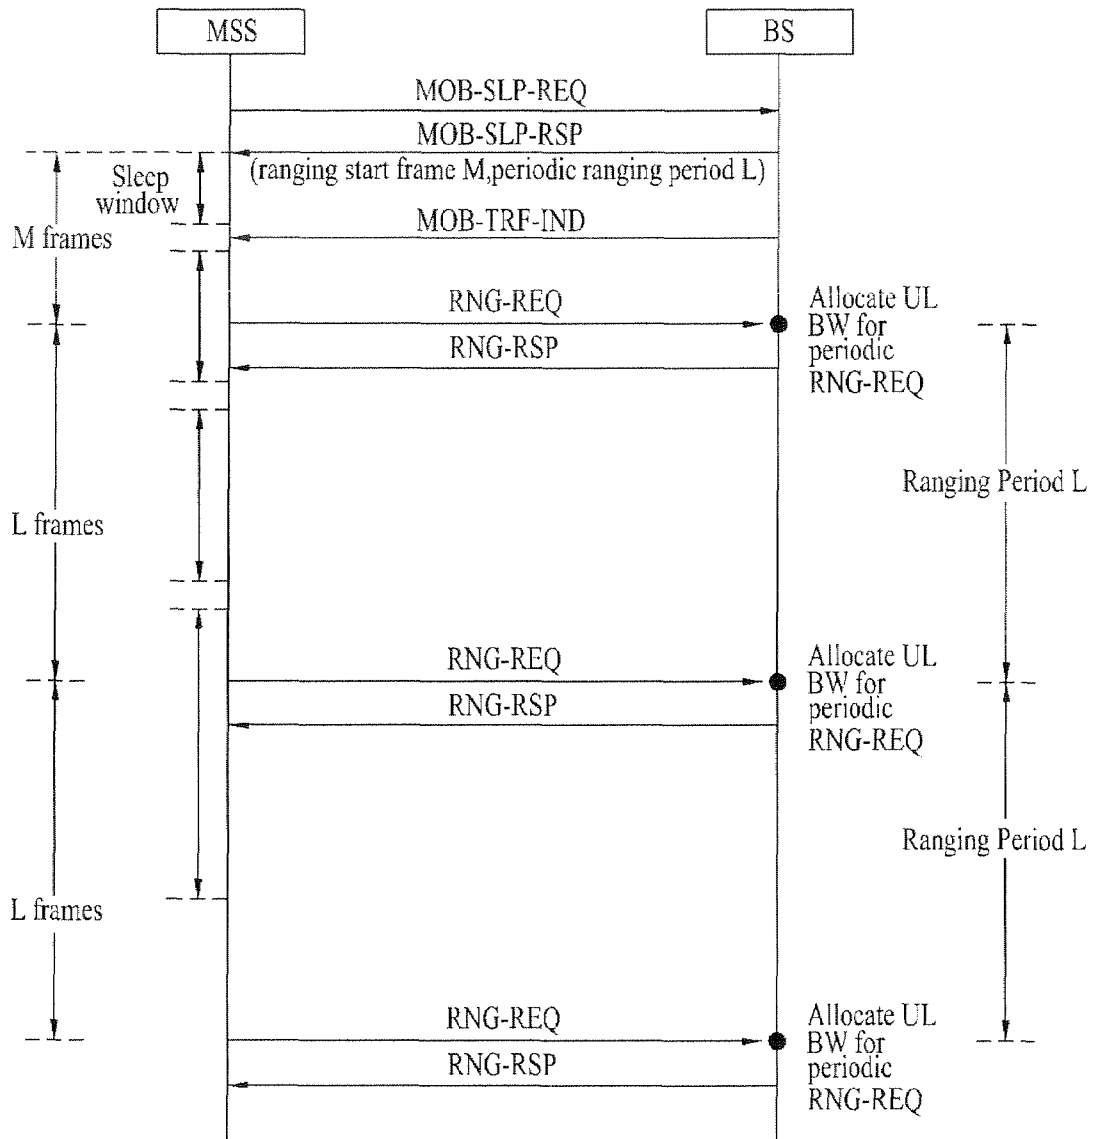 MSS
BS
MOB-SLP-REQ
MOB-SLP-RSP
(ranging start frame M,periodic ranging period L)
Sleep
window
MOB-TRF-IND
M frames
RNG-REQ
Allocate UL
BW for
periodic
RNG-REQ
RNG-RSP
Ranging Period L
L frames
RNG-REQ
Allocate UL
BW for
periodic
RNG-REQ
RNG-RSP
Ranging Period L
L frames
RNG-REQ
Allocate UL
BW for
periodic
RNG-REQ
RNG-RSP